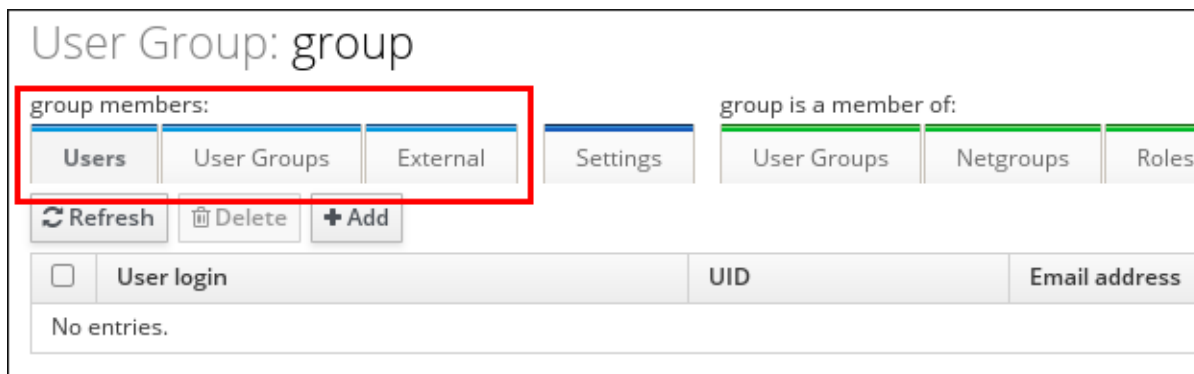 User Group: group
group members: group is a member of:
Users User Groups External Settings User Groups Netgroups Roles
Refresh Delete Add
User login UID Email address
No entries.